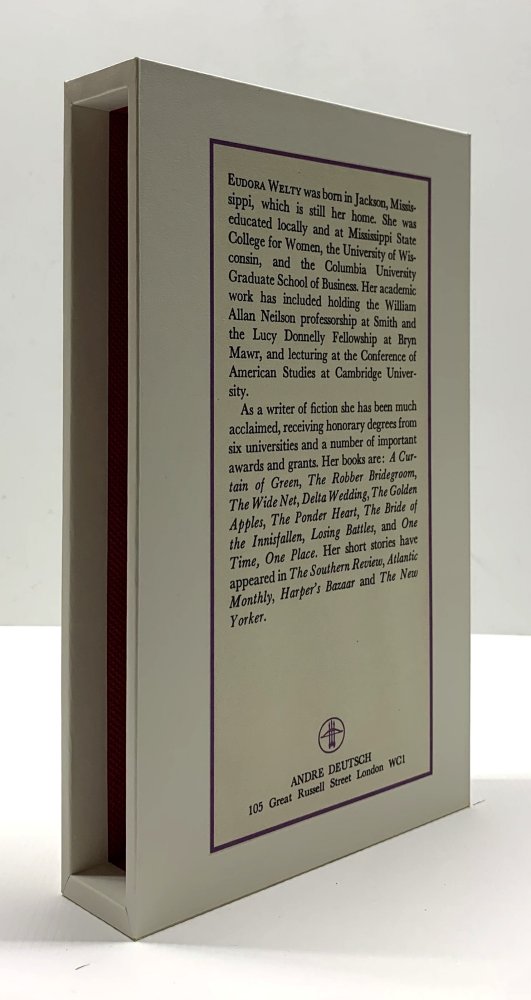 EUDORA WELTY was born in Jackson, Missis-
sippi, which is still her home. She was
educated locally and at Mississippi State
College for Women, the University of Wis-
consin, and the Columbia University
Graduate School of Business. Her academic
work has included holding the William
Allan Neilson professorship at Smith and
the Lucy Donnelly Fellowship at Bryn
Mawr, and lecturing at the Conference of
American Studies at Cambridge Univer-
sity.
As a writer of fiction she has been much
acclaimed, receiving honorary degrees from
six universities and a number of important
awards and grants. Her books are: A Cur-
tain of Green, The Robber Bridegroom,
The Wide Net, Delta Wedding, The Golden
Apples, The Ponder Heart, The Bride of
the Innisfallen, Losing Battles, and One
Time, One Place. Her short stories have
appeared in The Southern Review, Atlantic
Monthly, Harper's Bazaar and The New
Yorker.
ANDRE DEUTSCH
105 Great Russell Street London WC1